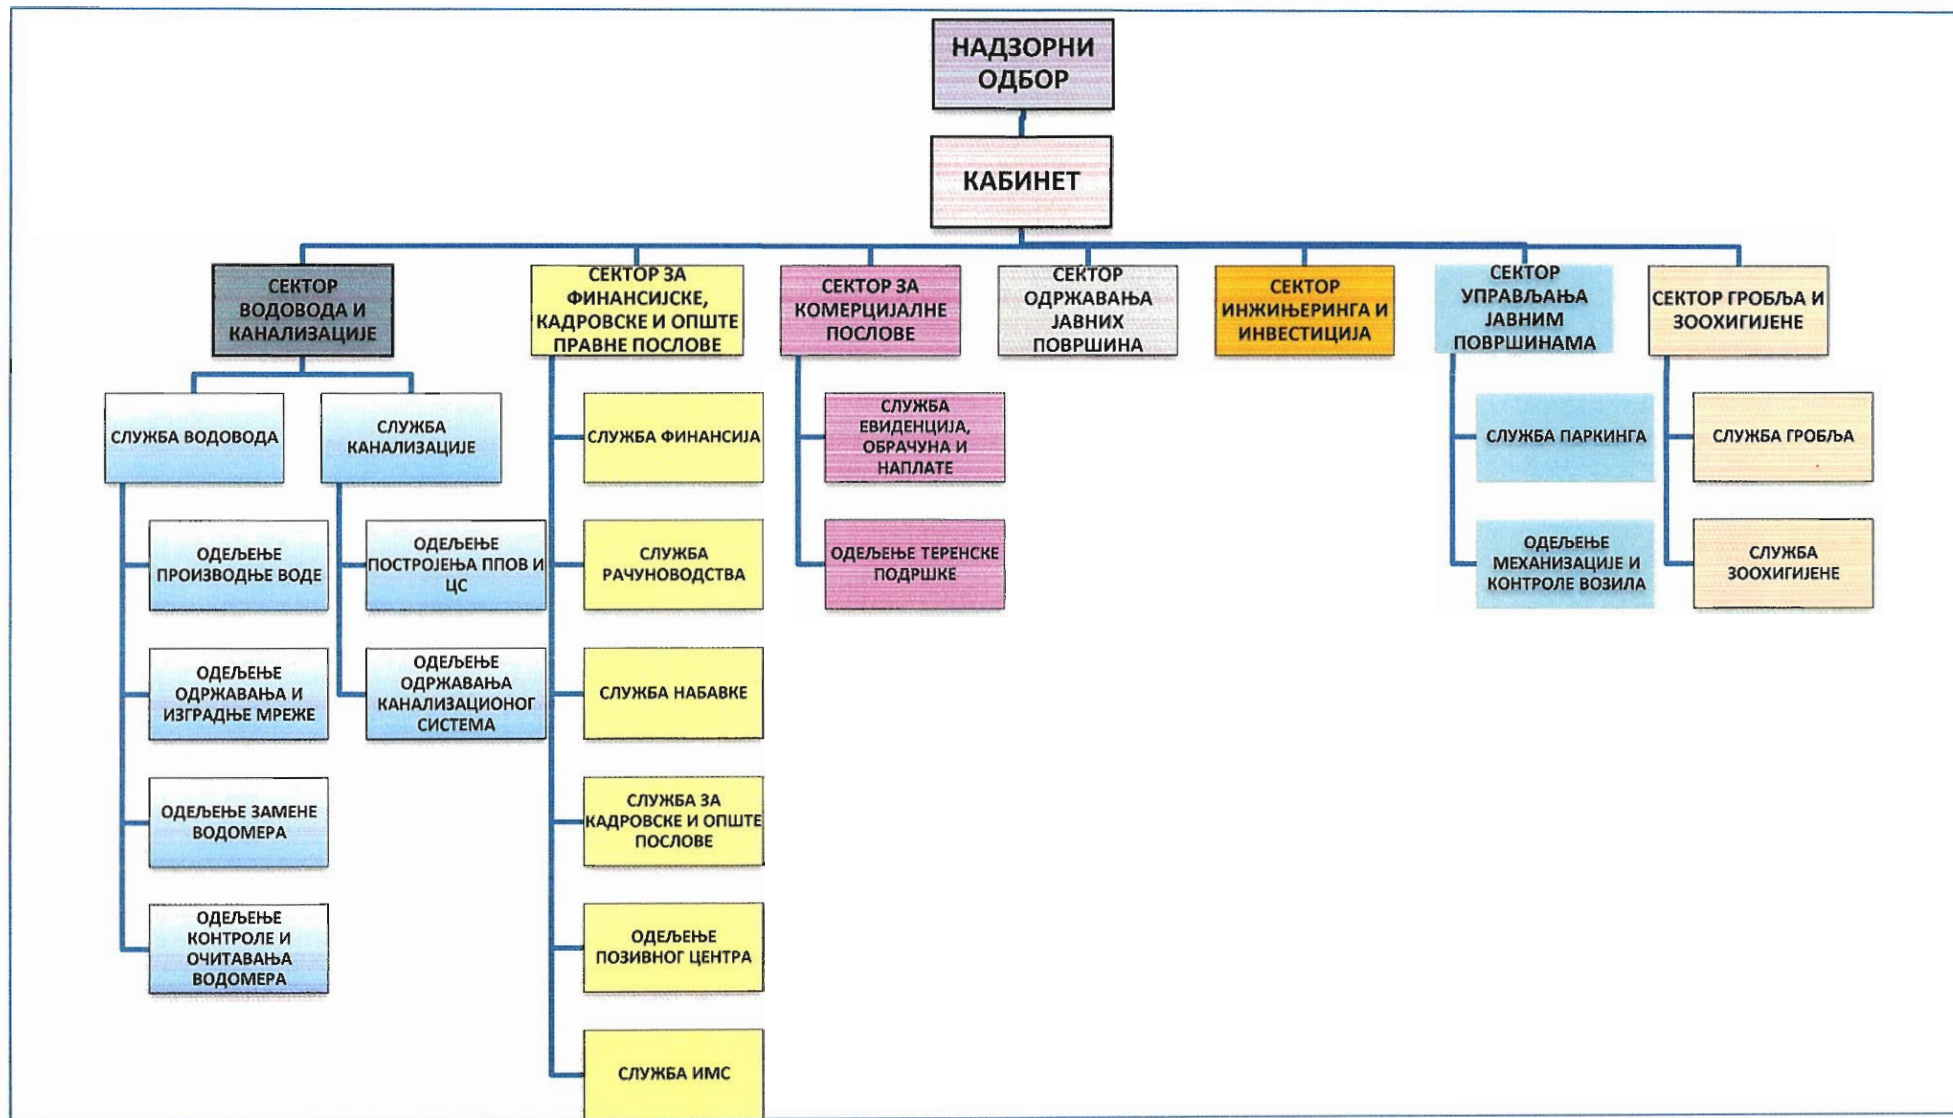 НАДЗОРНИ
ОДБОР
КАБИНЕТ
СЕКТОР
ВОДОВОДА И
КАНАЛИЗАЦИЈЕ
СЕКТОР ЗА
ФИНАНСИЈСКЕ,
КАДРОВСКЕ И ОПШТЕ
ПРАВНЕ ПОСЛОВЕ
СЕКТОР ЗА
КОМЕРЦИЈАЛНЕ
ПОСЛОВЕ
СЕКТОР
ОДРЖАВАЊА
ЈАВНИХ
ПОВРШИНА
СЕКТОР
ИНЖИЊЕРИНГА И
ИНВЕСТИЦИЈА
СЕКТОР
УПРАВЉАЊА
ЈАВНИМ
ПОВРШИНАМА
СЕКТОР ГРОБЉА И
ЗООХИГИЈЕНЕ
СЛУЖБА ВОДОВОДА
СЛУЖБА
КАНАЛИЗАЦИЈЕ
СЛУЖБА ФИНАНСИЈА
СЛУЖБА
ЕВИДЕНЦИЈА,
ОБРАЧУНА И
НАПЛАТЕ
СЛУЖБА ПАРКИНГА
СЛУЖБА ГРОБЉА
ОДЕЉЕЊЕ
ПРОИЗВОДЊЕ ВОДЕ
ОДЕЉЕЊЕ
ПОСТРОЈЕЊА ППОВ И
ЦС
СЛУЖБА
РАЧУНОВОДСТВА
ОДЕЉЕЊЕ ТЕРЕНСКЕ
ПОДРШКЕ
ОДЕЉЕЊЕ
МЕХАНИЗАЦИЈЕ И
КОНТРОЛЕ ВОЗИЛА
СЛУЖБА
ЗООХИГИЈЕНЕ
ОДЕЉЕЊЕ
ОДРЖАВАЊА И
ИЗГРАДЊЕ МРЕЖЕ
ОДЕЉЕЊЕ
ОДРЖАВАЊА
КАНАЛИЗАЦИОНОГ
СИСТЕМА
СЛУЖБА НАБАВКЕ
ОДЕЉЕЊЕ ЗАМЕНЕ
ВОДОМЕРА
СЛУЖБА ЗА
КАДРОВСКЕ И ОПШТЕ
ПОСЛОВЕ
ОДЕЉЕЊЕ
КОНТРОЛЕ И
ОЧИТАВАЊА
ВОДОМЕРА
ОДЕЉЕЊЕ
ПОЗИВНОГ ЦЕНТРА
СЛУЖБА ИМС